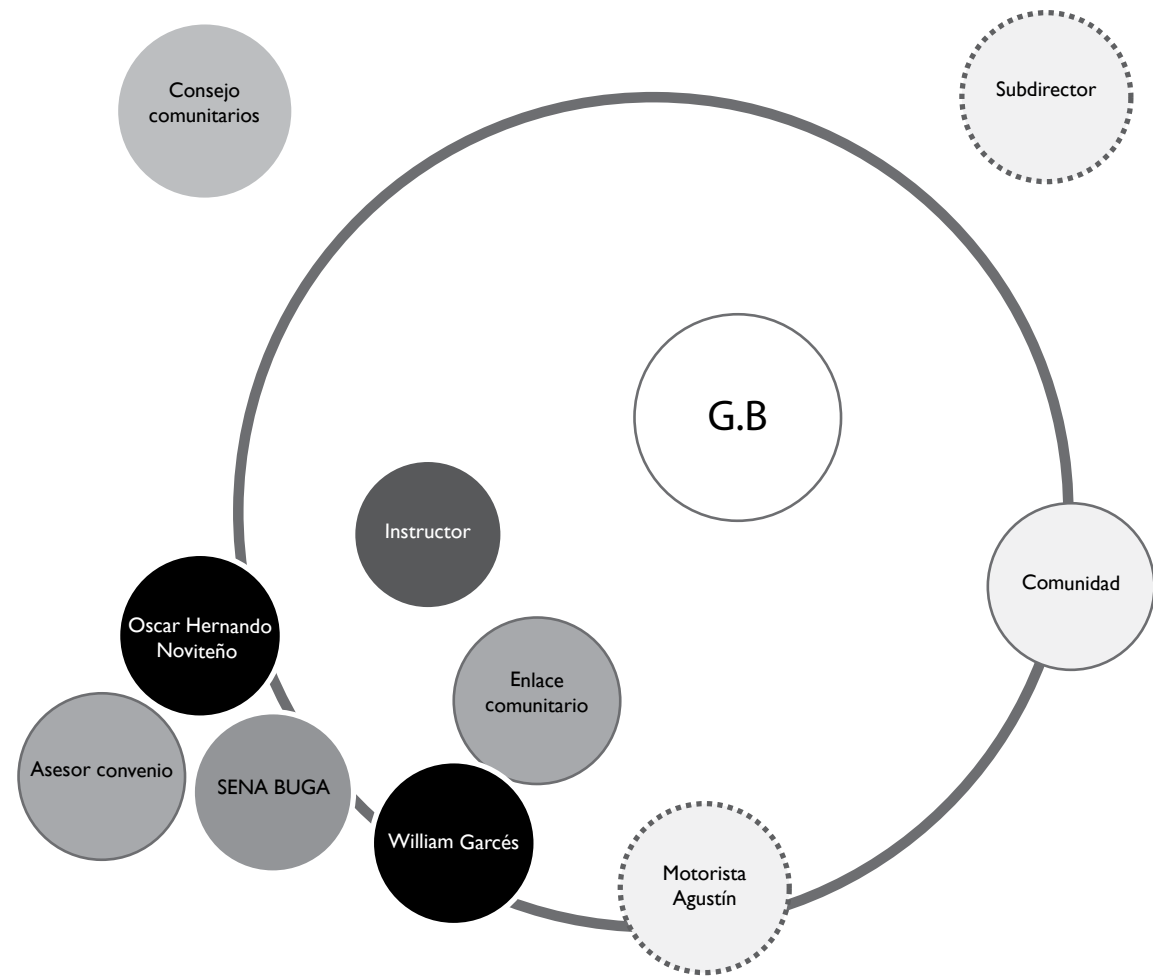 Consejo
comunitarios
Subdirector
G.B
Instructor
Comunidad
Oscar Hernando
Noviteño
Enlace
comunitario
Asesor convenio
SENA BUGA
William Garcés
Motorista
Agustín